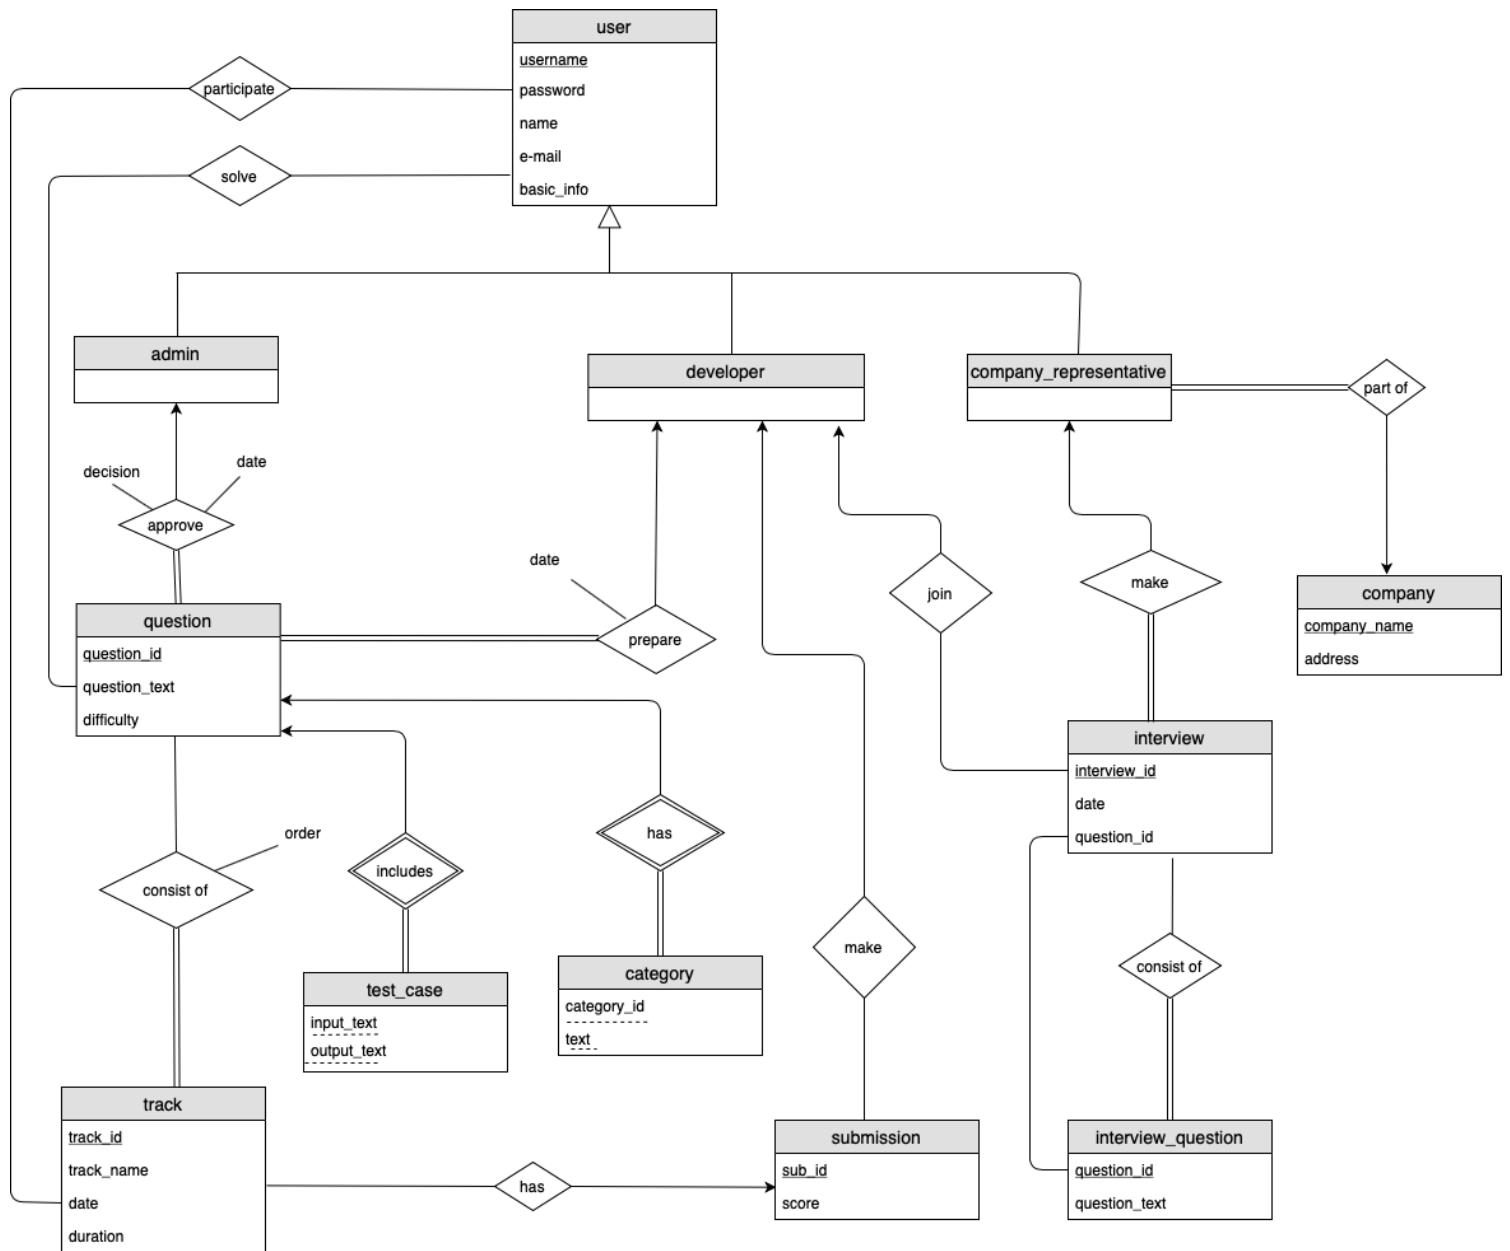 user
username
password
name
e-mail
basic_info
participate
solve
admin
developer
company_representative
part of
decision
date
approve
date
prepare
join
make
company
company_name
address
question
question_id
question_text
difficulty
interview
interview_id
date
question_id
order
consist of
includes
has
make
consist of
test_case
input_text
output_text
category
category_id
text
track
track_id
track_name
date
duration
has
submission
sub_id
score
interview_question
question_id
question_text